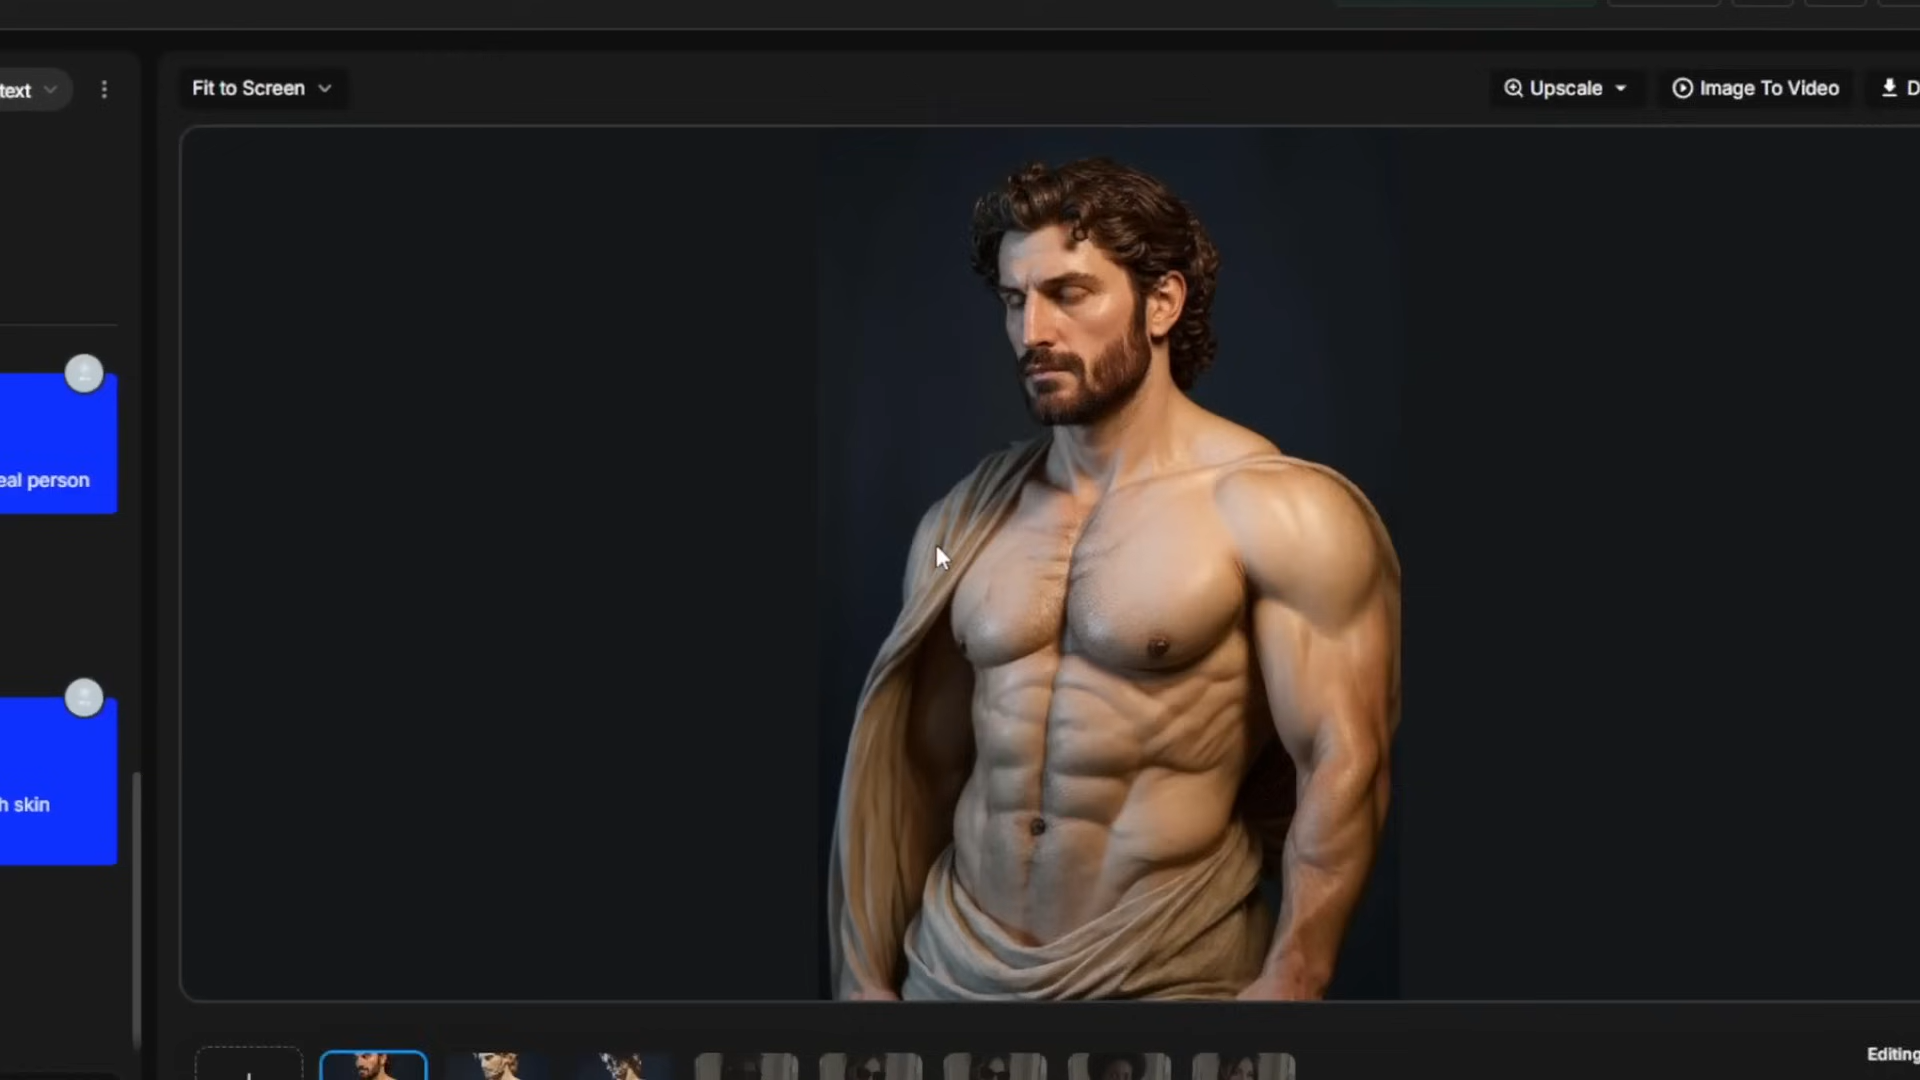 text
Fit to Screen
Upscale
Image To Video
D
eal person
h skin
Editing